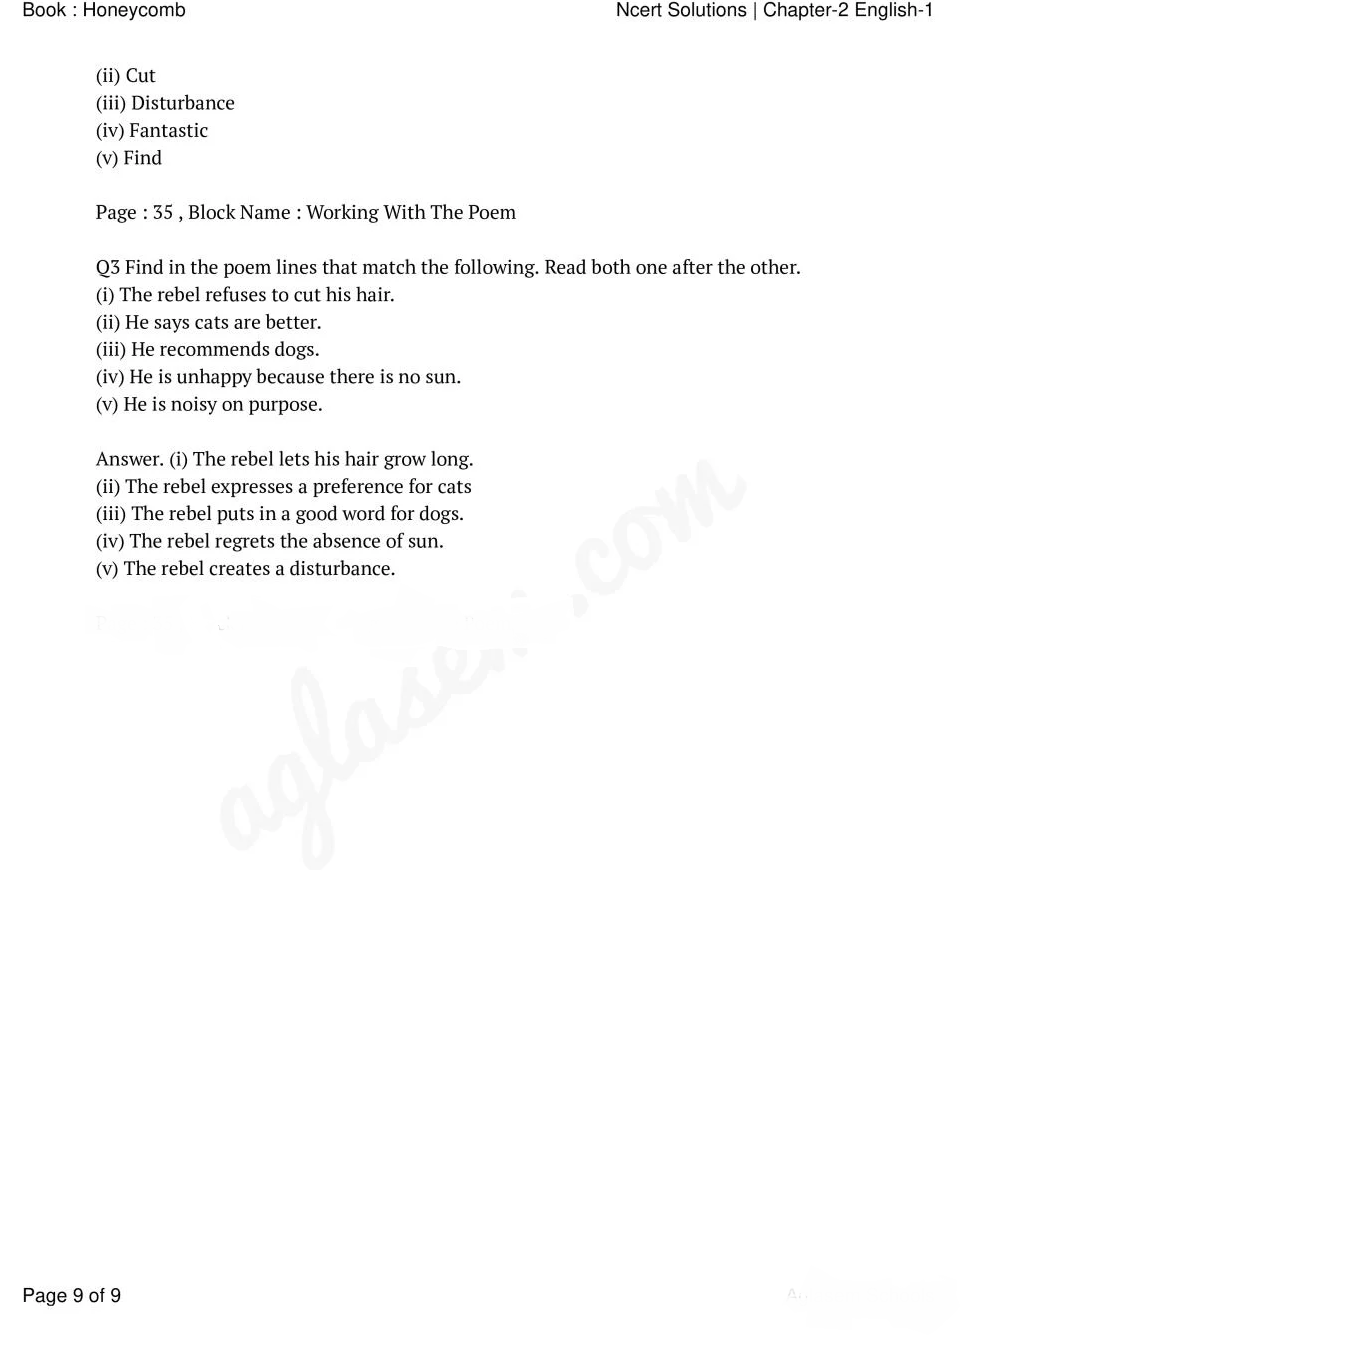 Book : Honeycomb
Ncert Solutions | Chapter-2 English-1
(ii) Cut
(iii) Disturbance
(iv) Fantastic
(v) Find
Page : 35 , Block Name : Working With The Poem
Q3 Find in the poem lines that match the following. Read both one after the other.
(i) The rebel refuses to cut his hair.
(ii) He says cats are better.
(iii) He recommends dogs.
(iv) He is unhappy because there is no sun.
(v) He is noisy on purpose.
Answer. (i) The rebel lets his hair grow long.
(ii) The rebel expresses a preference for cats
(iii) The rebel puts in a good word for dogs.
(iv) The rebel regrets the absence of sun.
(v) The rebel creates a disturbance.
.com
Page 9 of 9